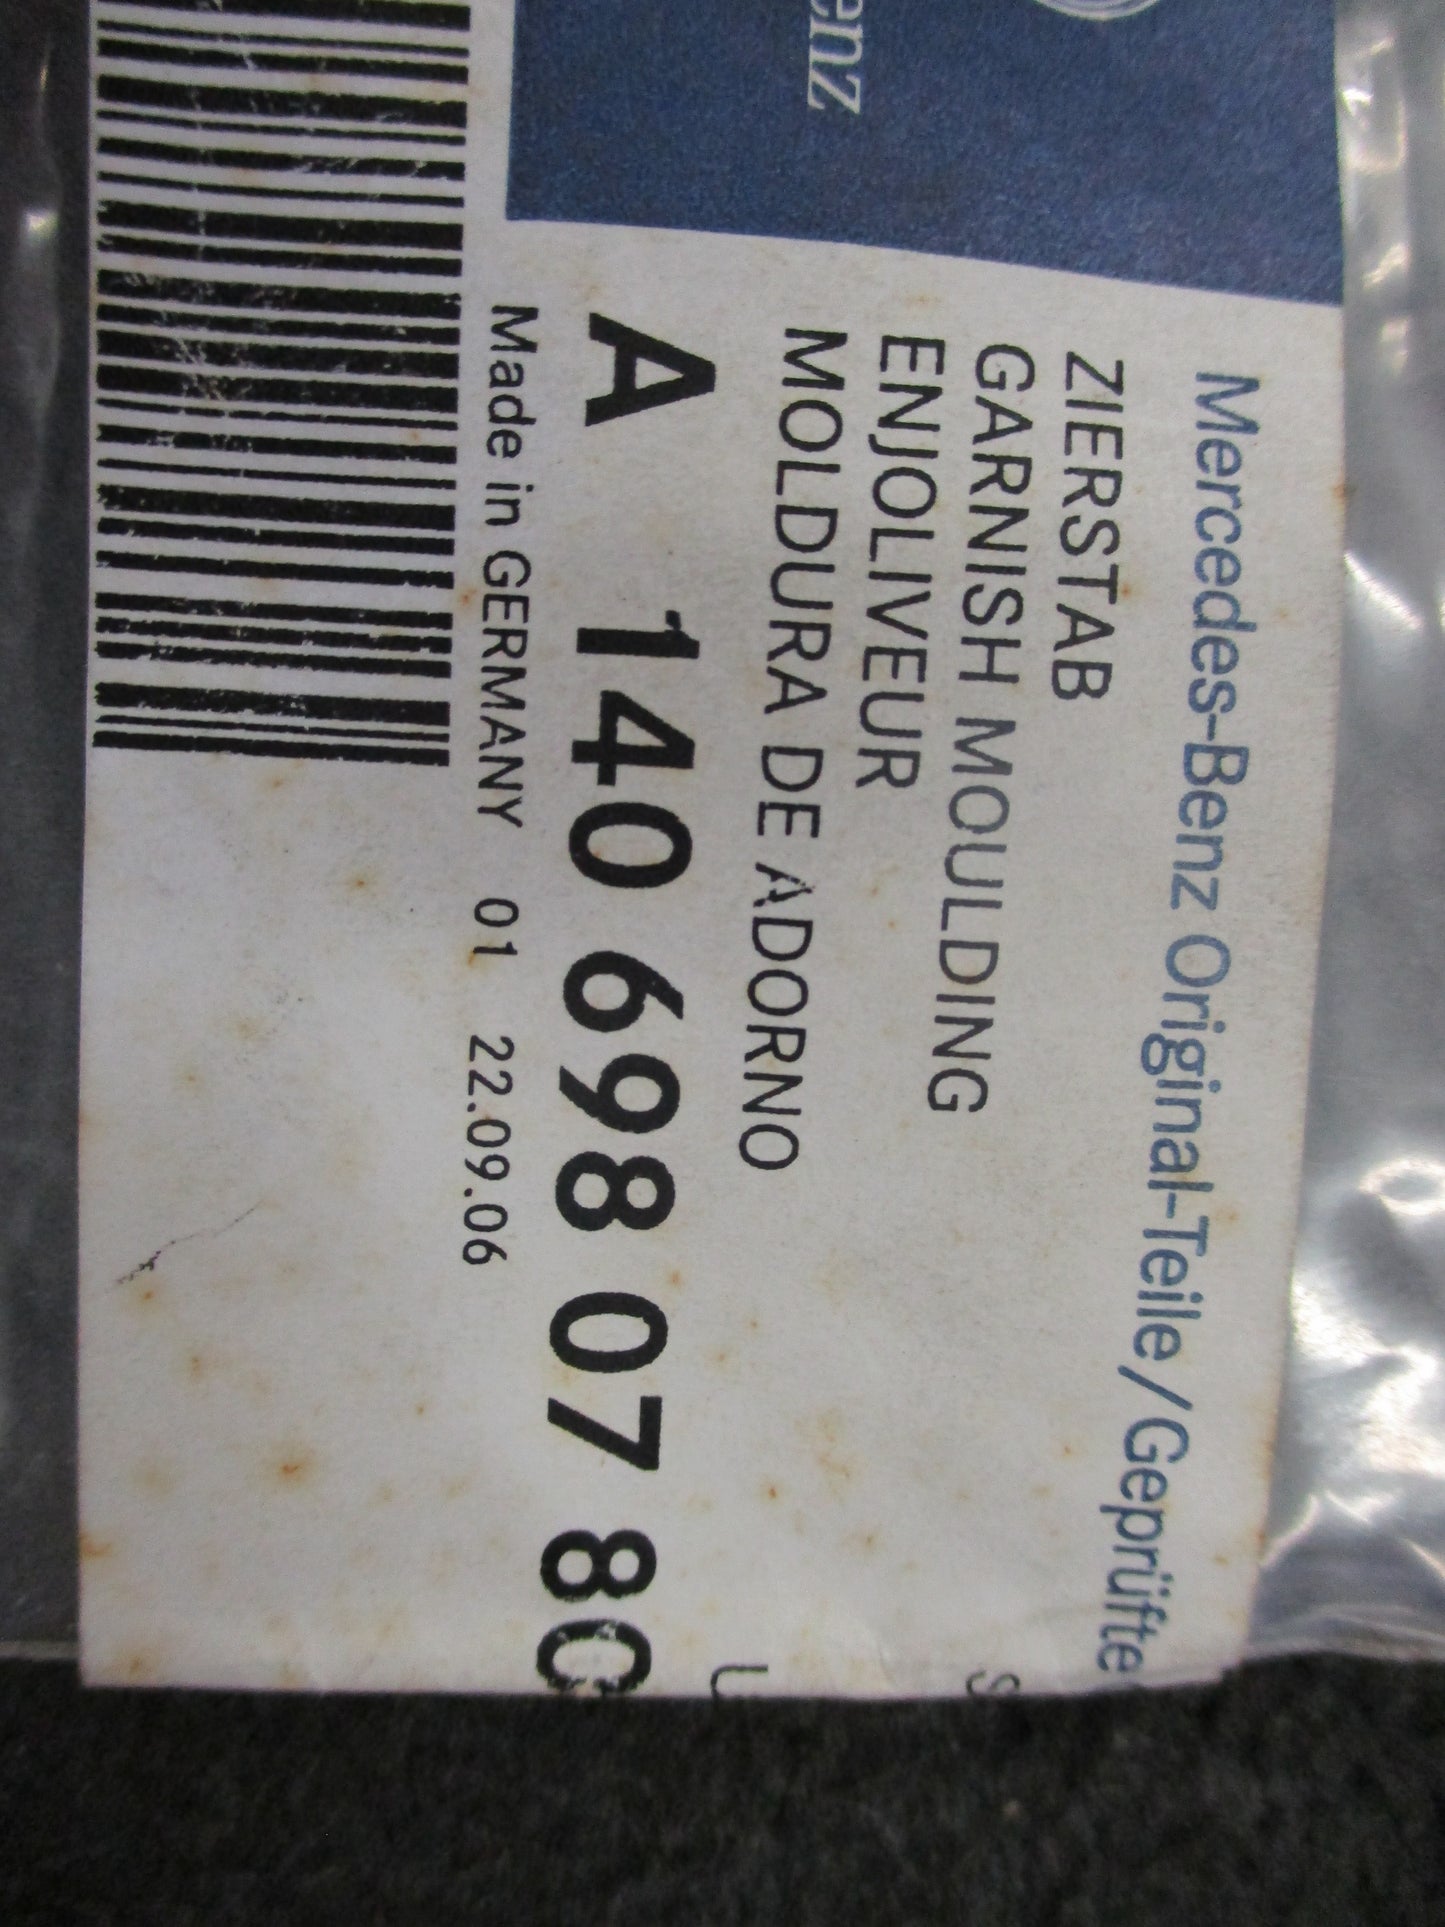 enz
Mercedes-Benz Original-Teile/Geprüfte
ZIERSTAB
GARNISH MOULDING
ENJOLIVEUR
MOLDURA DE ADORNO
A 140 698 07 80
Made in GERMANY 01 22.09.06